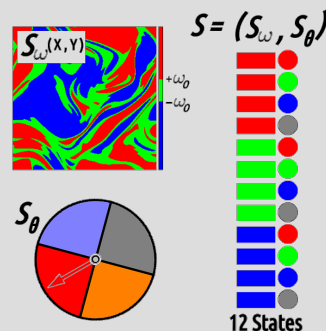 S = (Sω, Sθ)
Sω(X,Y)
+ω0
−ω0
Sθ
12 States